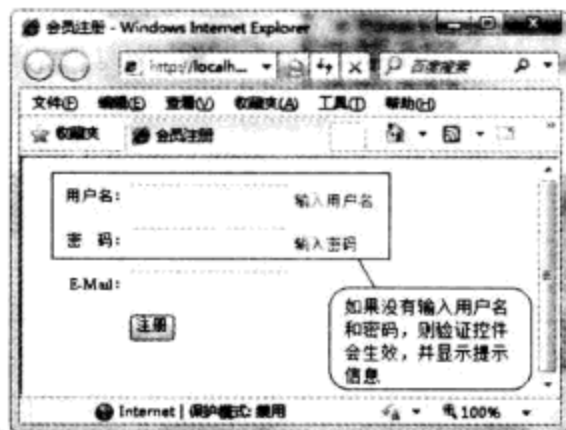 会员注册 - Windows Internet Explorer
http://localh...
百度搜索
文件(F) 编辑(E) 查看(V) 收藏夹(A) 工具(T) 帮助(H)
收藏夹 会员注册
用户名: 输入用户名
密 码: 输入密码
E-Mail:
注册
如果没有输入用户名
和密码，则验证控件
会生效，并显示提示
信息
Internet | 保护模式: 禁用 100%